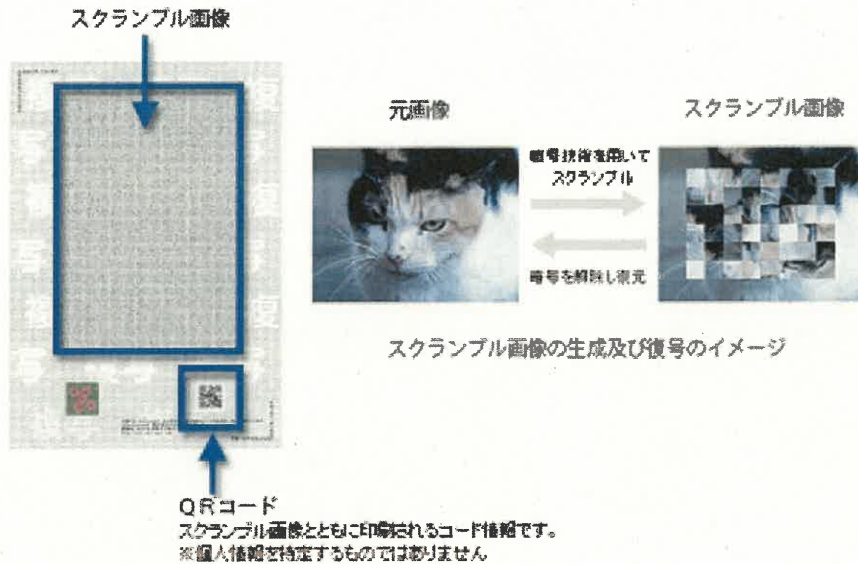 スクランブル画像
元画像
スクランブル画像
暗号技術を用いて
スクランブル
暗号を解除し復元
スクランブル画像の生成及び復号のイメージ
QRコード
スクランブル画像とともに印刷されるコード情報です。
※個人情報を特定するものではありません